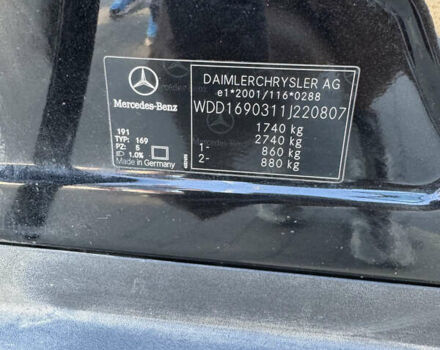 DAIMLERCHRYSLER AG
e1*2001/116*0288
WDD1690311J220807
Mercedes-Benz
1740 kg
2740 kg
1- 860 kg
2- 880 kg
191
TYP: 169
PZ: 5
1.0%
Made in Germany